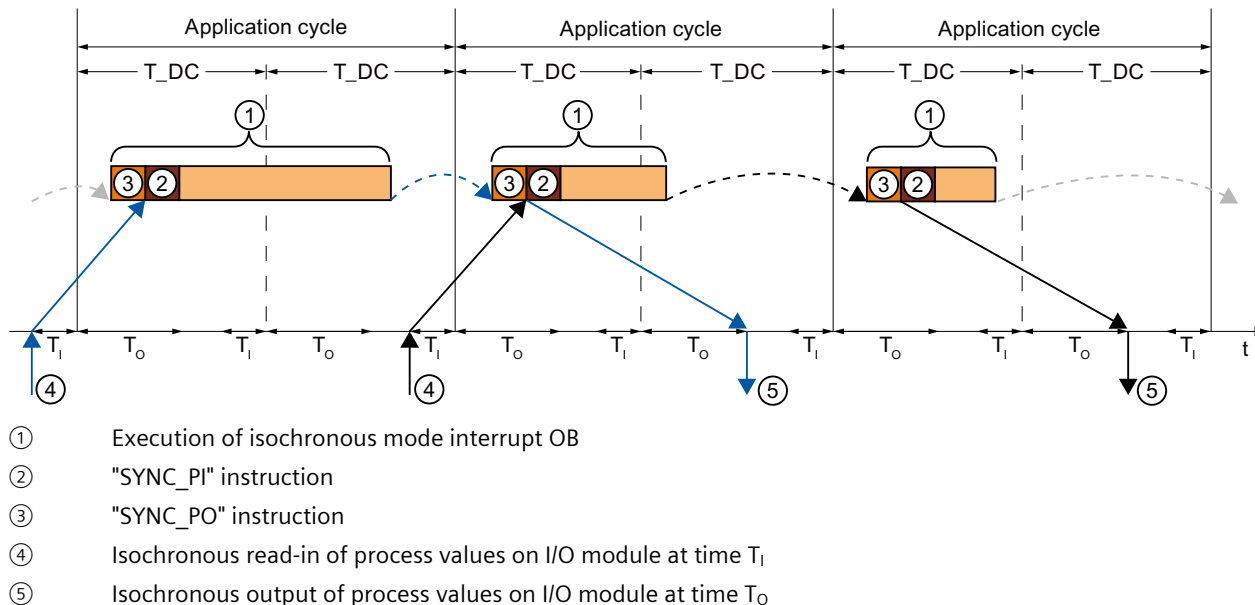 Application cycle Application cycle Application cycle
T_DC T_DC T_DC T_DC T_DC T_DC
① ① ①
③ ② ③ ② ③ ②
T_I T_O T_I T_O T_I T_O T_I T_O T_I T_O T_I T_O T_I t
④ ④ ⑤ ⑤
① Execution of isochronous mode interrupt OB
② "SYNC_PI" instruction
③ "SYNC_PO" instruction
④ Isochronous read-in of process values on I/O module at time T_I
⑤ Isochronous output of process values on I/O module at time T_O